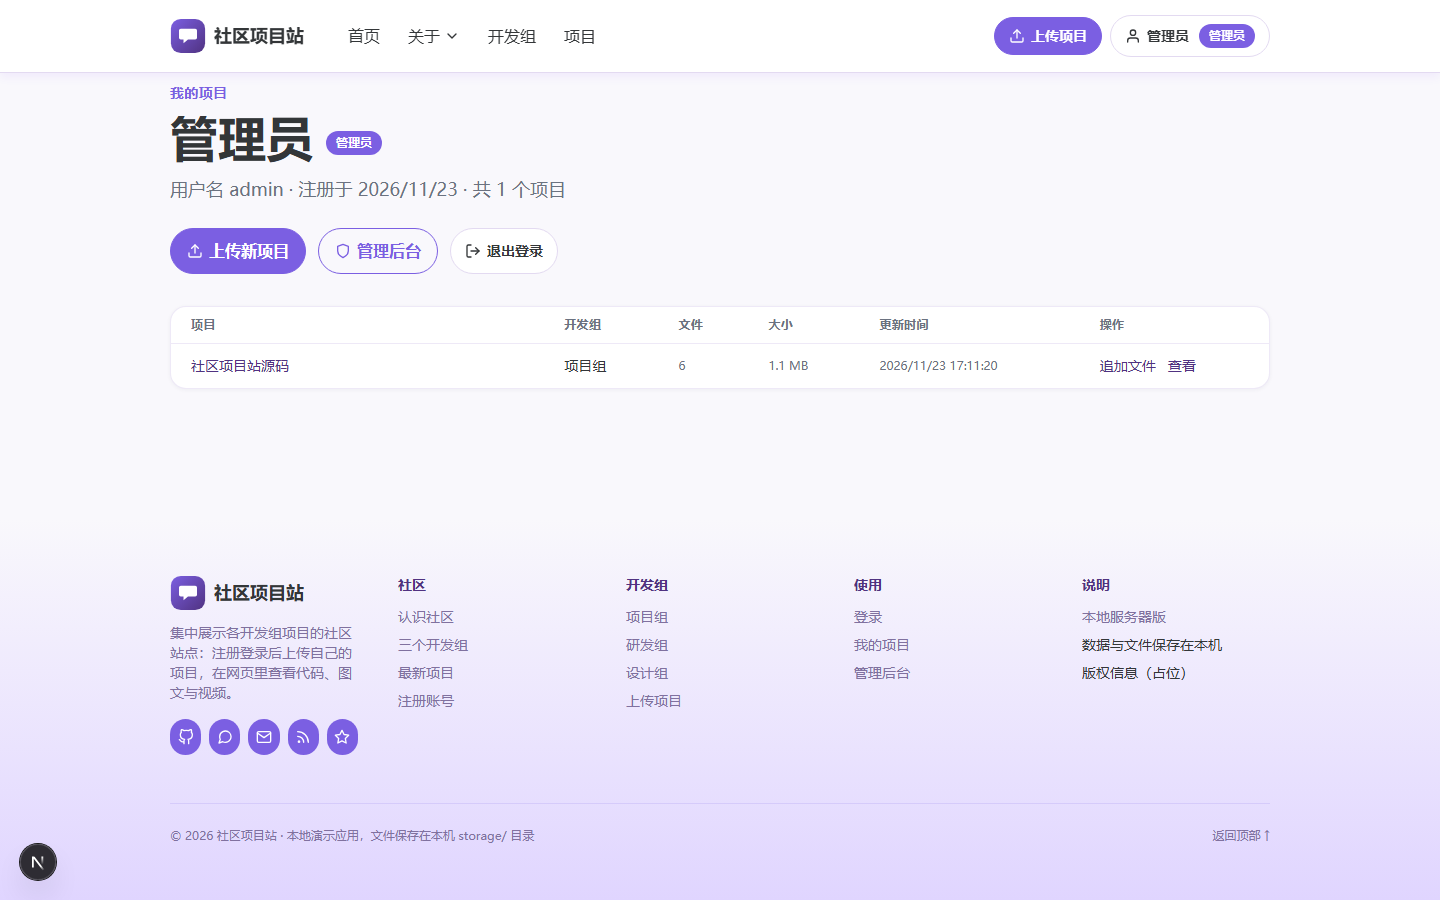 社区项目站
首页
关于
开发组
项目
上传项目
管理员 管理员
我的项目
管理员 管理员
用户名 admin · 注册于 2026/11/23 · 共 1 个项目
上传新项目
管理后台
退出登录
项目 开发组 文件 大小 更新时间 操作
社区项目站源码 项目组 6 1.1 MB 2026/11/23 17:11:20 追加文件 查看
社区项目站
集中展示各开发组项目的社区
站点：注册登录后上传自己的
项目，在网页里查看代码、图
文与视频。
社区
认识社区
三个开发组
最新项目
注册账号
开发组
项目组
研发组
设计组
上传项目
使用
登录
我的项目
管理后台
说明
本地服务器版
数据与文件保存在本机
版权信息（占位）
© 2026 社区项目站 · 本地演示应用，文件保存在本机 storage/ 目录
返回顶部 ↑
N